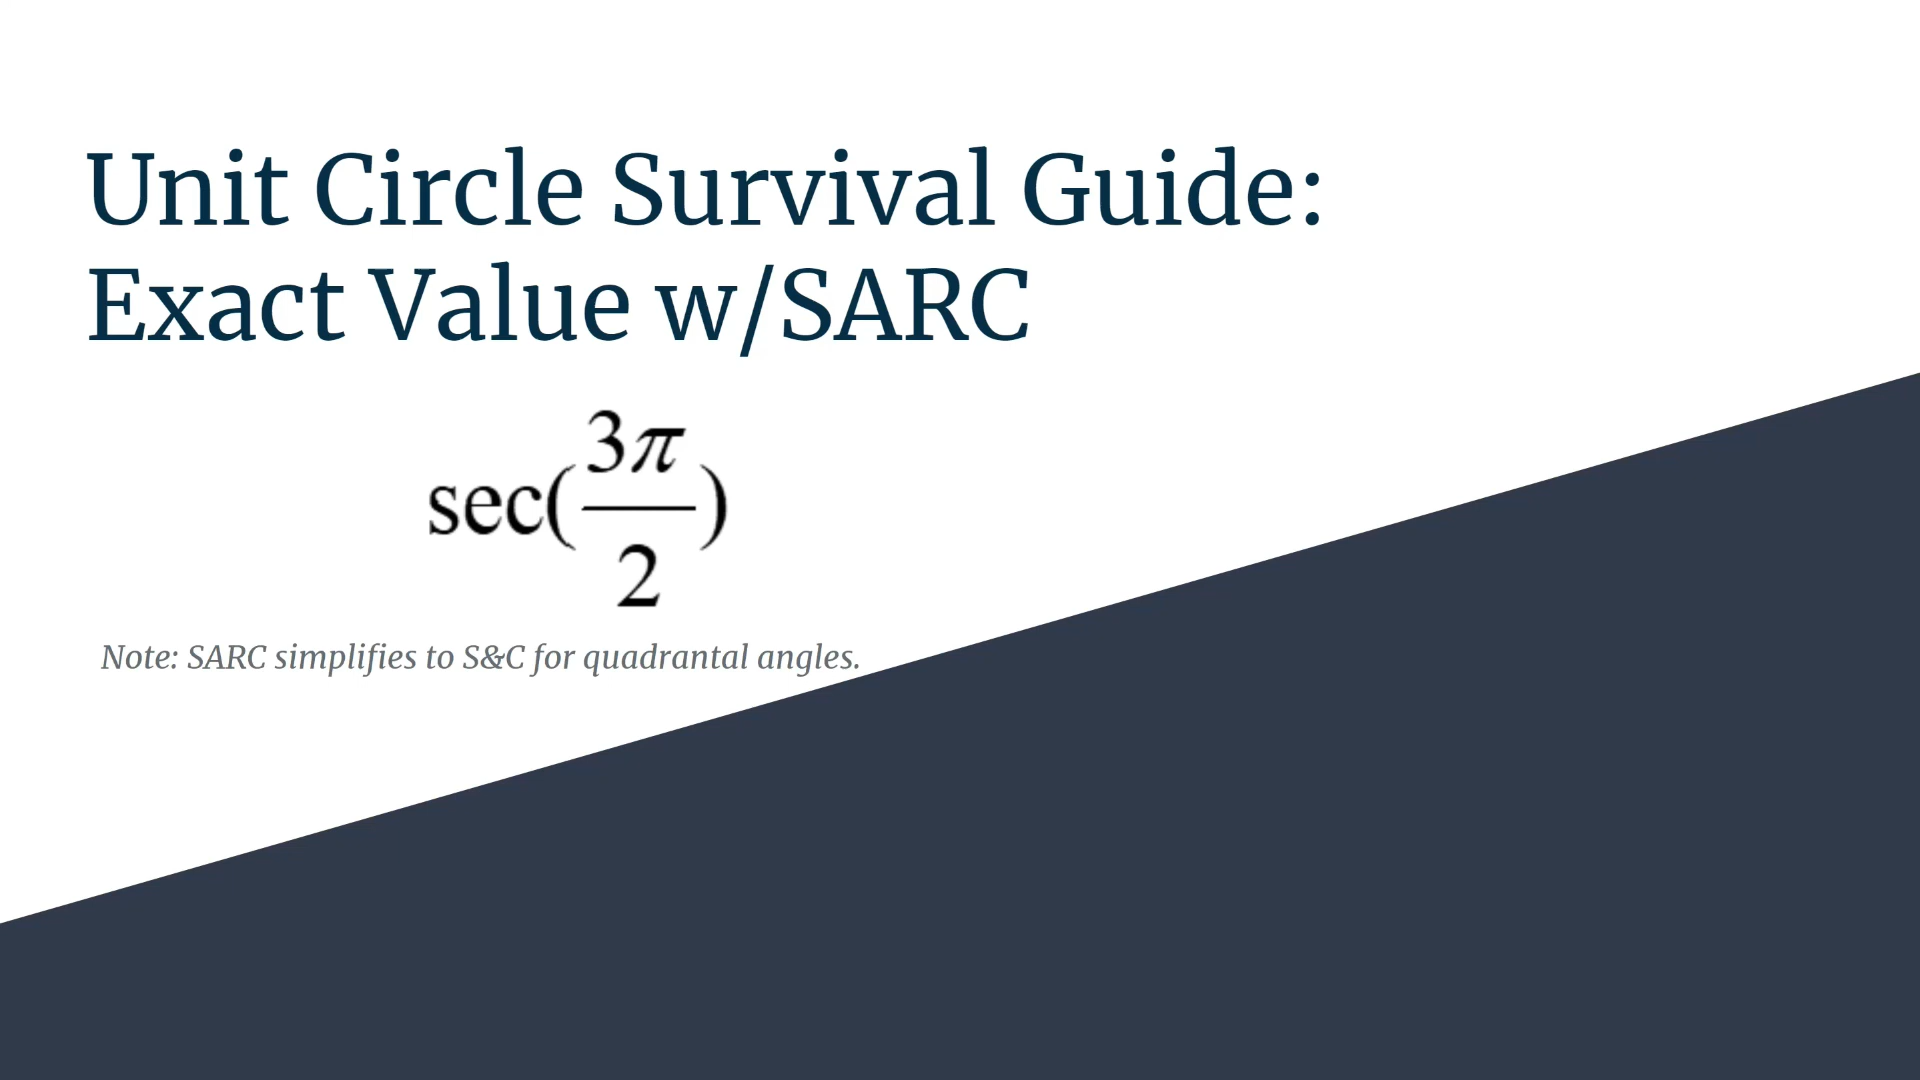 Unit Circle Survival Guide:
Exact Value w/SARC
sec(3π/2)
Note: SARC simplifies to S&C for quadrantal angles.